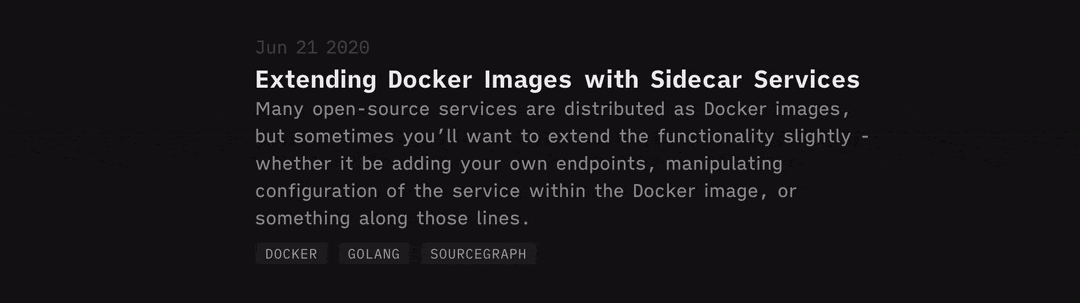 Jun 21 2020
Extending Docker Images with Sidecar Services
Many open-source services are distributed as Docker images,
but sometimes you’ll want to extend the functionality slightly -
whether it be adding your own endpoints, manipulating
configuration of the service within the Docker image, or
something along those lines.
DOCKER GOLANG SOURCEGRAPH